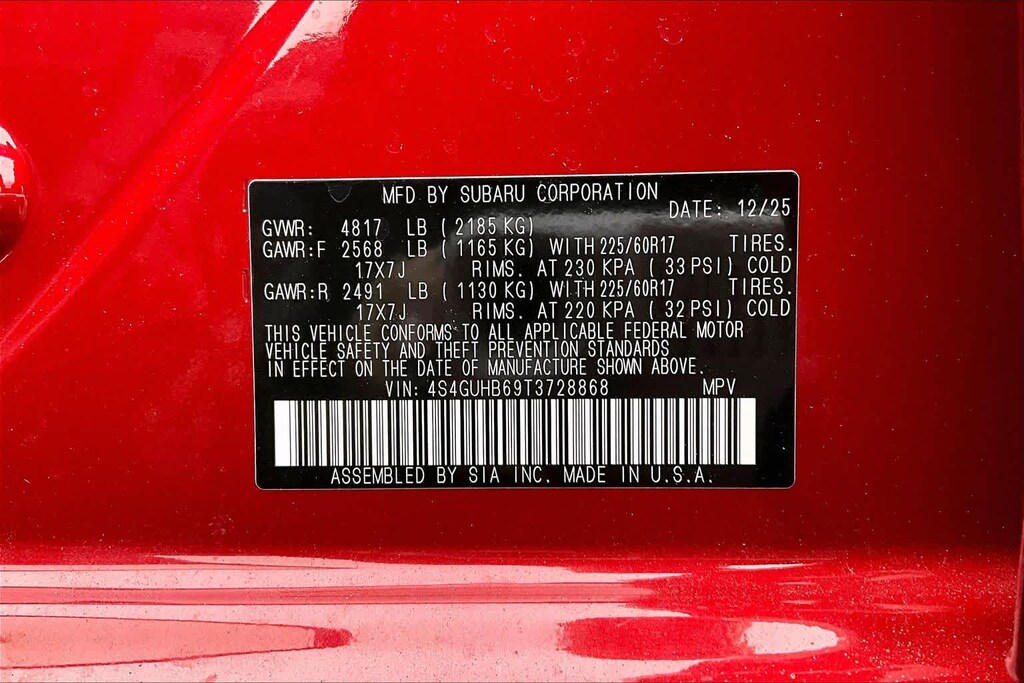 MFD BY SUBARU CORPORATION
DATE: 12/25
GVWR: 4817 LB (2185 KG)
GAWR:F 2568 LB (1165 KG) WITH 225/60R17 TIRES.
17X7J RIMS. AT 230 KPA (33 PSI) COLD
GAWR:R 2491 LB (1130 KG) WITH 225/60R17 TIRES.
17X7J RIMS. AT 220 KPA (32 PSI) COLD
THIS VEHICLE CONFORMS TO ALL APPLICABLE FEDERAL MOTOR
VEHICLE SAFETY AND THEFT PREVENTION STANDARDS
IN EFFECT ON THE DATE OF MANUFACTURE SHOWN ABOVE.
VIN: 4S4GUHB69T3728868 MPV
ASSEMBLED BY SIA INC. MADE IN U.S.A.